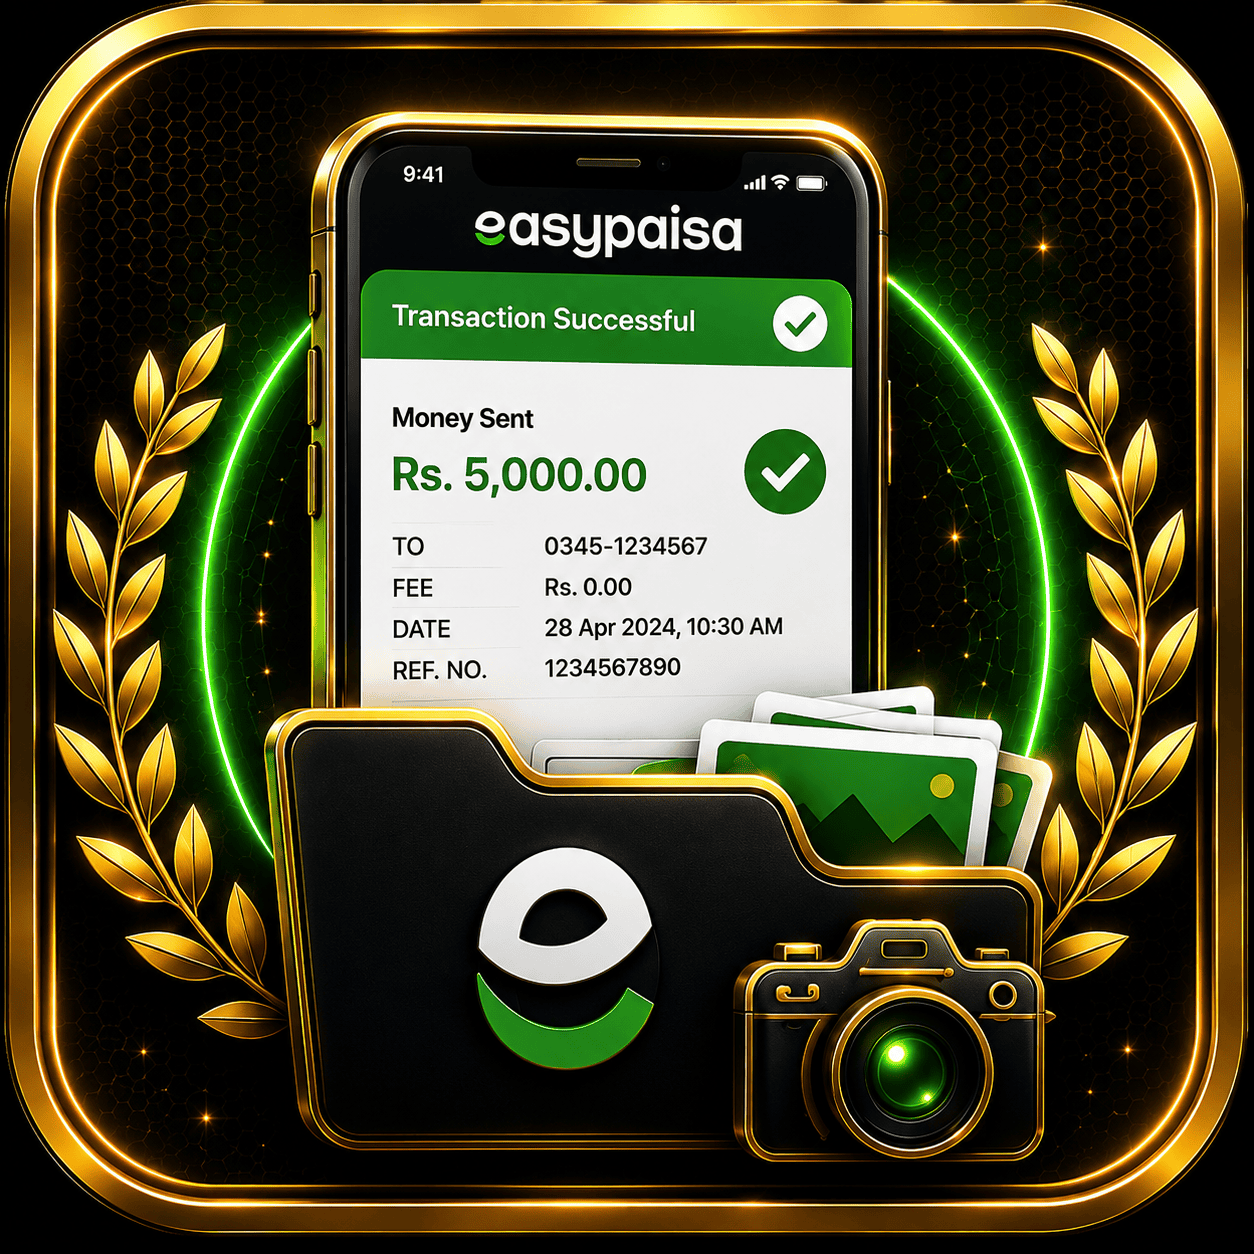 9:41
easypaisa
Transaction Successful
Money Sent
Rs. 5,000.00
TO 0345-1234567
FEE Rs. 0.00
DATE 28 Apr 2024, 10:30 AM
REF. NO. 1234567890
e